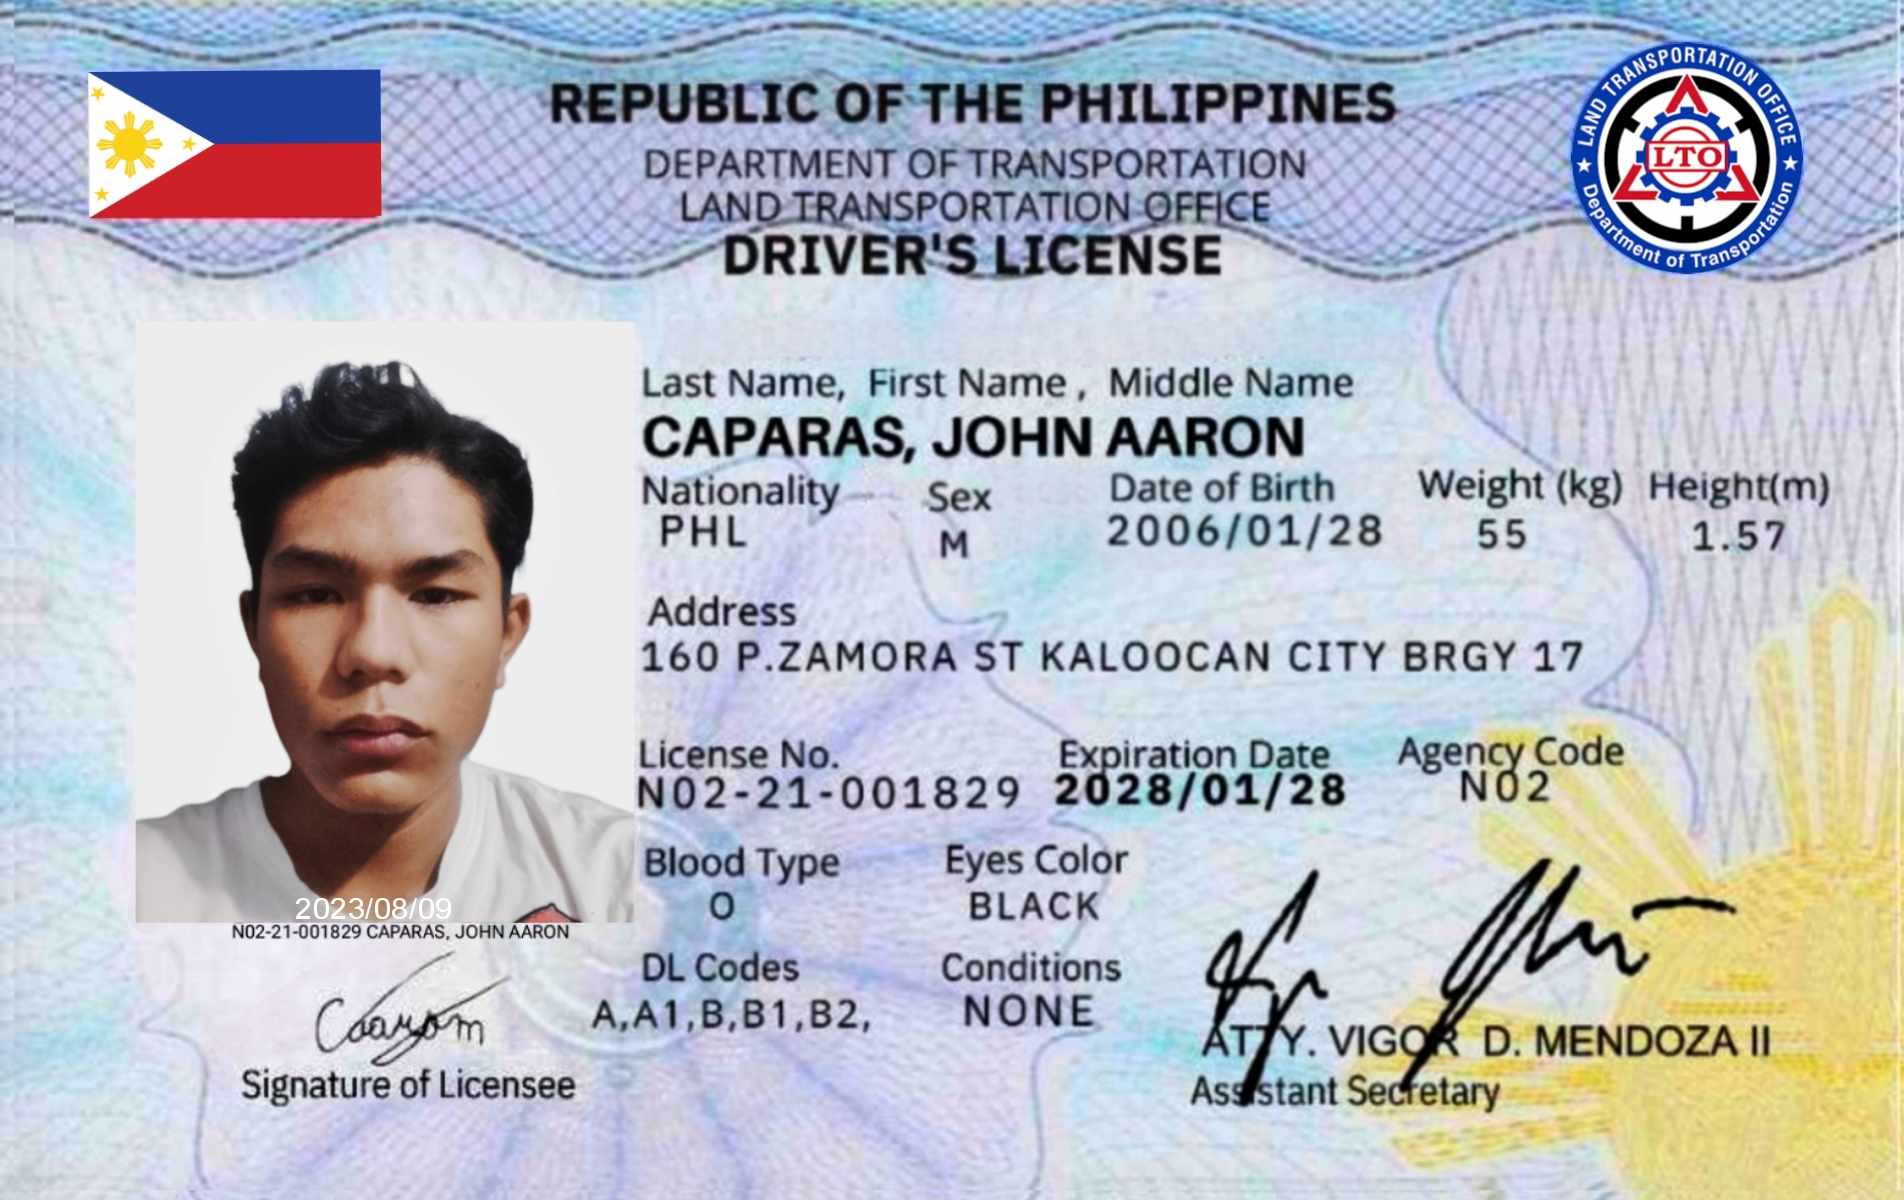 REPUBLIC OF THE PHILIPPINES
DEPARTMENT OF TRANSPORTATION
LAND TRANSPORTATION OFFICE
DRIVER'S LICENSE
LAND TRANSPORTATION OFFICE
LTO
Department of Transportation
Last Name, First Name , Middle Name
CAPARAS, JOHN AARON
Nationality Sex Date of Birth Weight (kg) Height(m)
PHL M 2006/01/28 55 1.57
Address
160 P.ZAMORA ST KALOOCAN CITY BRGY 17
License No. Expiration Date Agency Code
N02-21-001829 2028/01/28 N02
Blood Type Eyes Color
O BLACK
2023/08/09
N02-21-001829 CAPARAS, JOHN AARON
DL Codes Conditions
A,A1,B,B1,B2, NONE
Signature of Licensee
ATTY. VIGOR D. MENDOZA II
Assistant Secretary